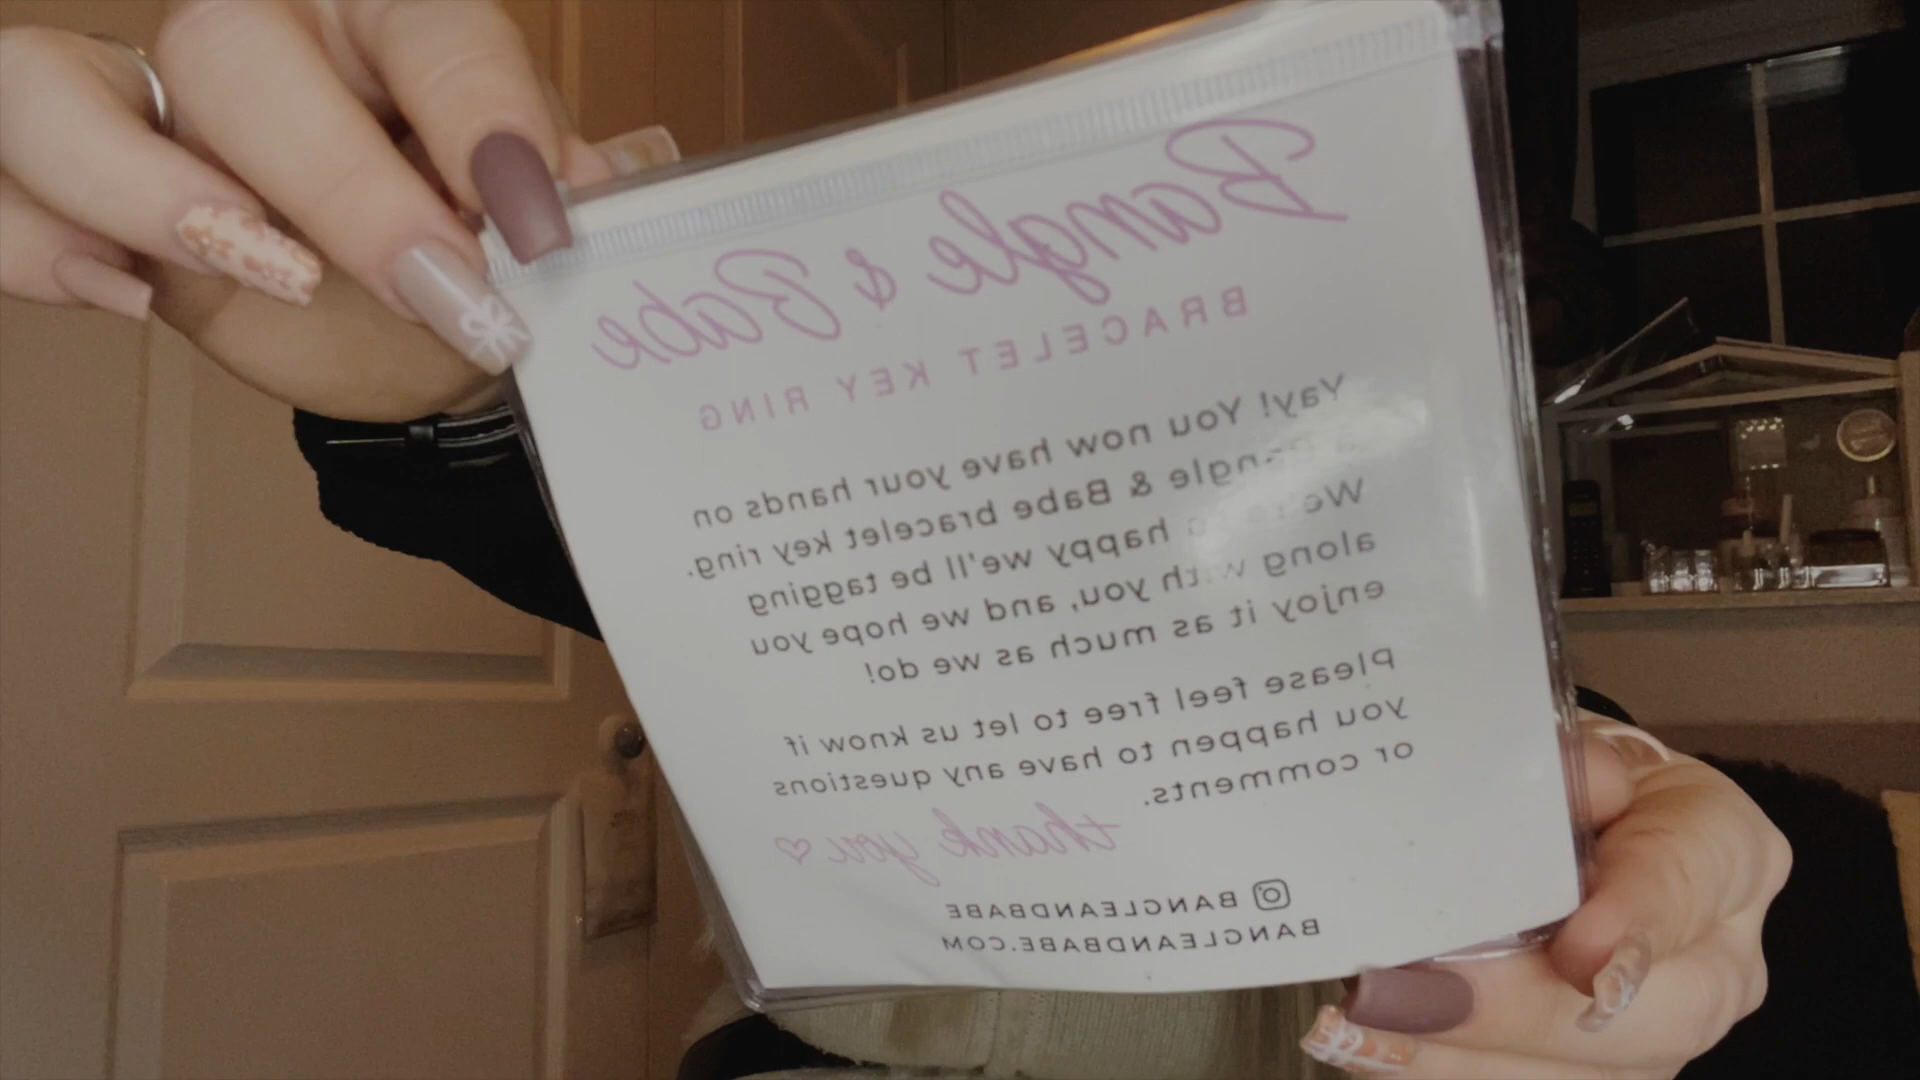 Bangle & Babe
BRACELET KEY RING
Yay! You now have your hands on
a Bangle & Babe bracelet key ring.
We're so happy we'll be tagging
along with you, and we hope you
enjoy it as much as we do!
Please feel free to let us know if
you happen to have any questions
or comments.
thank you ♡
BANGLEANDBABE
BANGLEANDBABE.COM